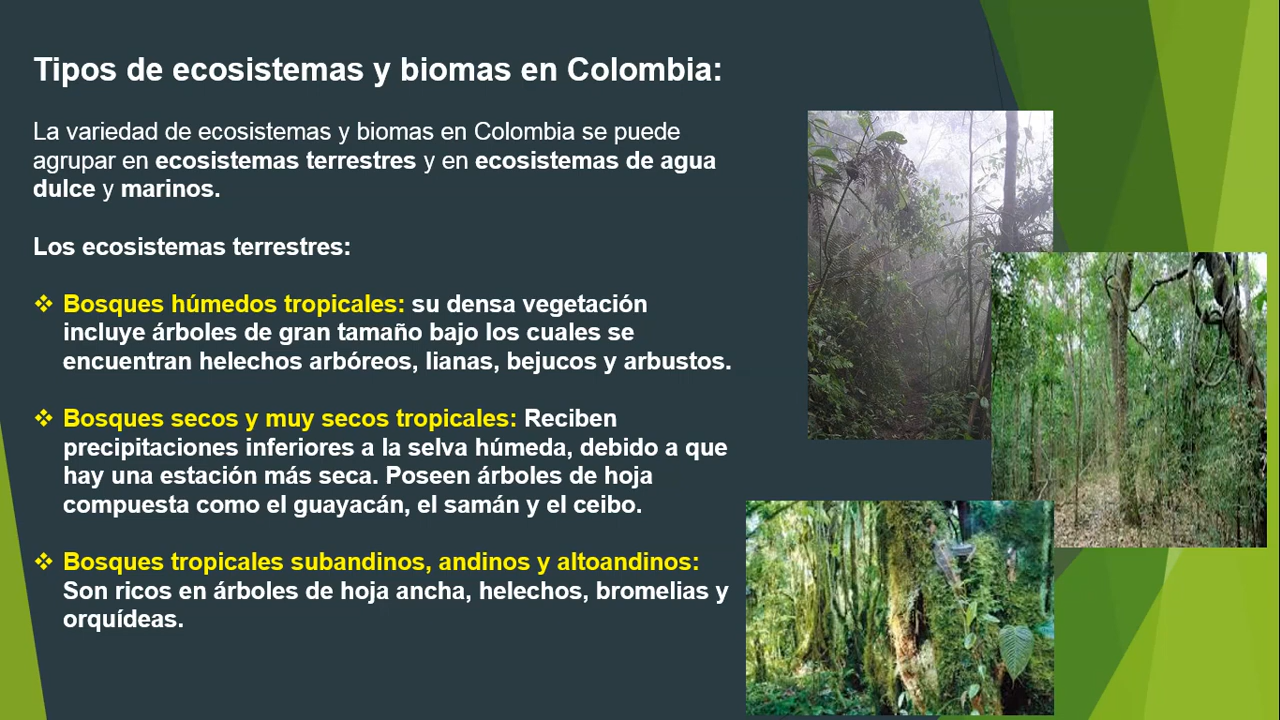 Tipos de ecosistemas y biomas en Colombia:
La variedad de ecosistemas y biomas en Colombia se puede
agrupar en ecosistemas terrestres y en ecosistemas de agua
dulce y marinos.
Los ecosistemas terrestres:
❖ Bosques húmedos tropicales: su densa vegetación
incluye árboles de gran tamaño bajo los cuales se
encuentran helechos arbóreos, lianas, bejucos y arbustos.
❖ Bosques secos y muy secos tropicales: Reciben
precipitaciones inferiores a la selva húmeda, debido a que
hay una estación más seca. Poseen árboles de hoja
compuesta como el guayacán, el samán y el ceibo.
❖ Bosques tropicales subandinos, andinos y altoandinos:
Son ricos en árboles de hoja ancha, helechos, bromelias y
orquídeas.